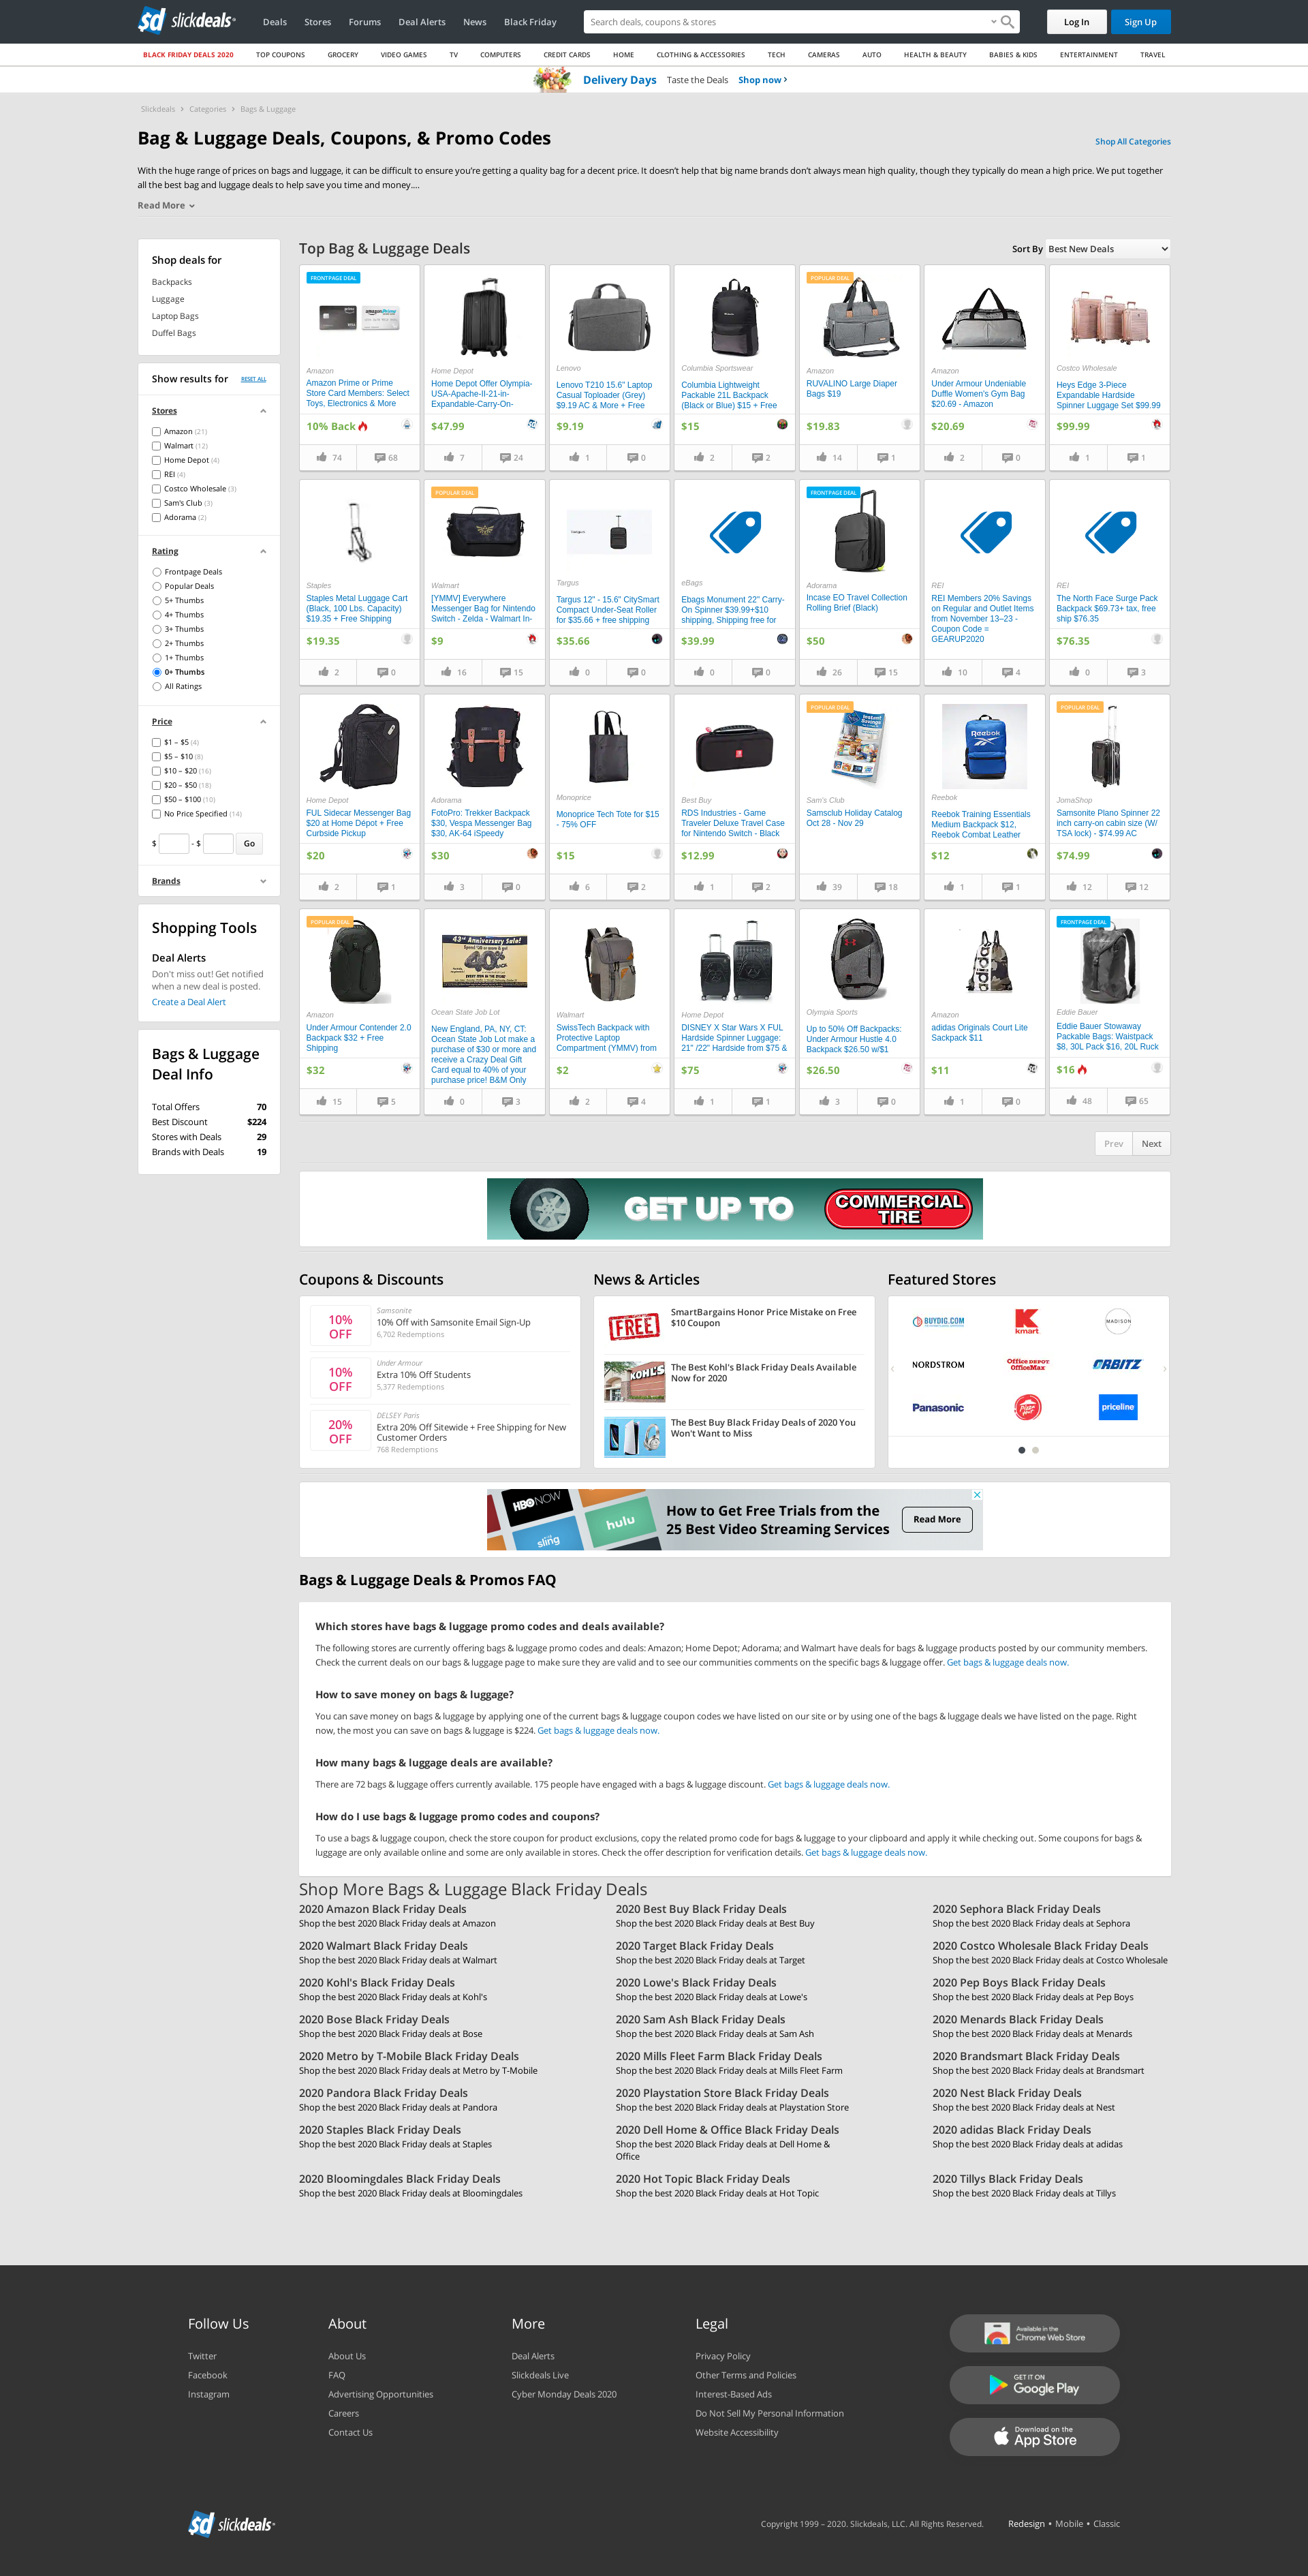 slickdeals
Deals Stores Forums Deal Alerts News Black Friday
Search deals, coupons & stores
Log In
Sign Up
BLACK FRIDAY DEALS 2020 TOP COUPONS GROCERY VIDEO GAMES TV COMPUTERS CREDIT CARDS HOME CLOTHING & ACCESSORIES TECH CAMERAS AUTO HEALTH & BEAUTY BABIES & KIDS ENTERTAINMENT TRAVEL
Delivery Days Taste the Deals Shop now ›
Slickdeals › Categories › Bags & Luggage
Bag & Luggage Deals, Coupons, & Promo Codes
Shop All Categories
With the huge range of prices on bags and luggage, it can be difficult to ensure you're getting a quality bag for a decent price. It doesn't help that big name brands don't always mean high quality, though they typically do mean a high price. We put together
all the best bag and luggage deals to help save you time and money....
Read More
Shop deals for
Backpacks
Luggage
Laptop Bags
Duffel Bags
Show results for RESET ALL
Stores
Amazon (21)
Walmart (12)
Home Depot (4)
REI (4)
Costco Wholesale (3)
Sam's Club (3)
Adorama (2)
Rating
Frontpage Deals
Popular Deals
5+ Thumbs
4+ Thumbs
3+ Thumbs
2+ Thumbs
1+ Thumbs
0+ Thumbs
All Ratings
Price
$1 – $5 (4)
$5 – $10 (8)
$10 – $20 (16)
$20 – $50 (18)
$50 – $100 (10)
No Price Specified (14)
$ - $ Go
Brands
Shopping Tools
Deal Alerts
Don't miss out! Get notified
when a new deal is posted.
Create a Deal Alert
Bags & Luggage
Deal Info
Total Offers 70
Best Discount $224
Stores with Deals 29
Brands with Deals 19
Top Bag & Luggage Deals
Sort By Best New Deals
FRONTPAGE DEAL
Amazon
Amazon Prime or Prime
Store Card Members: Select
Toys, Electronics & More
10% Back
74 68
Home Depot
Home Depot Offer Olympia-
USA-Apache-II-21-in-
Expandable-Carry-On-
$47.99
7 24
Lenovo
Lenovo T210 15.6" Laptop
Casual Toploader (Grey)
$9.19 AC & More + Free
$9.19
1 0
Columbia Sportswear
Columbia Lightweight
Packable 21L Backpack
(Black or Blue) $15 + Free
$15
2 2
POPULAR DEAL
Amazon
RUVALINO Large Diaper
Bags $19
$19.83
14 1
Amazon
Under Armour Undeniable
Duffle Women's Gym Bag
$20.69 - Amazon
$20.69
2 0
Costco Wholesale
Heys Edge 3-Piece
Expandable Hardside
Spinner Luggage Set $99.99
$99.99
1 1
Staples
Staples Metal Luggage Cart
(Black, 100 Lbs. Capacity)
$19.35 + Free Shipping
$19.35
2 0
POPULAR DEAL
Walmart
[YMMV] Everywhere
Messenger Bag for Nintendo
Switch - Zelda - Walmart In-
$9
16 15
Targus
Targus 12" - 15.6" CitySmart
Compact Under-Seat Roller
for $35.66 + free shipping
$35.66
0 0
eBags
Ebags Monument 22" Carry-
On Spinner $39.99+$10
shipping, Shipping free for
$39.99
0 0
FRONTPAGE DEAL
Adorama
Incase EO Travel Collection
Rolling Brief (Black)
$50
26 15
REI
REI Members 20% Savings
on Regular and Outlet Items
from November 13–23 -
Coupon Code =
GEARUP2020
10 4
REI
The North Face Surge Pack
Backpack $69.73+ tax, free
ship $76.35
$76.35
0 3
Home Depot
FUL Sidecar Messenger Bag
$20 at Home Depot + Free
Curbside Pickup
$20
2 1
Adorama
FotoPro: Trekker Backpack
$30, Vespa Messenger Bag
$30, AK-64 iSpeedy
$30
3 0
Monoprice
Monoprice Tech Tote for $15
- 75% OFF
$15
6 2
Best Buy
RDS Industries - Game
Traveler Deluxe Travel Case
for Nintendo Switch - Black
$12.99
1 2
POPULAR DEAL
Instant Savings
Sam's Club
Samsclub Holiday Catalog
Oct 28 - Nov 29
39 18
Reebok
Reebok
Reebok Training Essentials
Medium Backpack $12,
Reebok Combat Leather
$12
1 1
POPULAR DEAL
JomaShop
Samsonite Plano Spinner 22
inch carry-on cabin size (W/
TSA lock) - $74.99 AC
$74.99
12 12
POPULAR DEAL
Amazon
Under Armour Contender 2.0
Backpack $32 + Free
Shipping
$32
15 5
43rd Anniversary Sale!
40%
Ocean State Job Lot
New England, PA, NY, CT:
Ocean State Job Lot make a
purchase of $30 or more and
receive a Crazy Deal Gift
Card equal to 40% of your
purchase price! B&M Only
0 3
Walmart
SwissTech Backpack with
Protective Laptop
Compartment (YMMV) from
$2
2 4
Home Depot
DISNEY X Star Wars X FUL
Hardside Spinner Luggage:
21" /22" Hardside from $75 &
$75
1 1
Olympia Sports
Up to 50% Off Backpacks:
Under Armour Hustle 4.0
Backpack $26.50 w/$1
$26.50
3 0
adidas
Amazon
adidas Originals Court Lite
Sackpack $11
$11
1 0
FRONTPAGE DEAL
Eddie Bauer
Eddie Bauer Stowaway
Packable Bags: Waistpack
$8, 30L Pack $16, 20L Ruck
$16
48 65
Prev Next
GET UP TO
COMMERCIAL
TIRE
Coupons & Discounts
10% OFF
Samsonite
10% Off with Samsonite Email Sign-Up
6,702 Redemptions
10% OFF
Under Armour
Extra 10% Off Students
5,377 Redemptions
20% OFF
DELSEY Paris
Extra 20% Off Sitewide + Free Shipping for New
Customer Orders
768 Redemptions
News & Articles
FREE
SmartBargains Honor Price Mistake on Free
$10 Coupon
KOHL'S
The Best Kohl's Black Friday Deals Available
Now for 2020
The Best Buy Black Friday Deals of 2020 You
Won't Want to Miss
Featured Stores
BUYDIG.COM
kmart
MADISON
NORDSTROM
Office DEPOT
OfficeMax
ORBITZ
Panasonic
Pizza Hut
priceline
HBO NOW
hulu
sling
How to Get Free Trials from the
25 Best Video Streaming Services
Read More
Bags & Luggage Deals & Promos FAQ
Which stores have bags & luggage promo codes and deals available?
The following stores are currently offering bags & luggage promo codes and deals: Amazon; Home Depot; Adorama; and Walmart have deals for bags & luggage products posted by our community members.
Check the current deals on our bags & luggage page to make sure they are valid and to see our communities comments on the specific bags & luggage offer. Get bags & luggage deals now.
How to save money on bags & luggage?
You can save money on bags & luggage by applying one of the current bags & luggage coupon codes we have listed on our site or by using one of the bags & luggage deals we have listed on the page. Right
now, the most you can save on bags & luggage is $224. Get bags & luggage deals now.
How many bags & luggage deals are available?
There are 72 bags & luggage offers currently available. 175 people have engaged with a bags & luggage discount. Get bags & luggage deals now.
How do I use bags & luggage promo codes and coupons?
To use a bags & luggage coupon, check the store coupon for product exclusions, copy the related promo code for bags & luggage to your clipboard and apply it while checking out. Some coupons for bags &
luggage are only available online and some are only available in stores. Check the offer description for verification details. Get bags & luggage deals now.
Shop More Bags & Luggage Black Friday Deals
2020 Amazon Black Friday Deals
Shop the best 2020 Black Friday deals at Amazon
2020 Best Buy Black Friday Deals
Shop the best 2020 Black Friday deals at Best Buy
2020 Sephora Black Friday Deals
Shop the best 2020 Black Friday deals at Sephora
2020 Walmart Black Friday Deals
Shop the best 2020 Black Friday deals at Walmart
2020 Target Black Friday Deals
Shop the best 2020 Black Friday deals at Target
2020 Costco Wholesale Black Friday Deals
Shop the best 2020 Black Friday deals at Costco Wholesale
2020 Kohl's Black Friday Deals
Shop the best 2020 Black Friday deals at Kohl's
2020 Lowe's Black Friday Deals
Shop the best 2020 Black Friday deals at Lowe's
2020 Pep Boys Black Friday Deals
Shop the best 2020 Black Friday deals at Pep Boys
2020 Bose Black Friday Deals
Shop the best 2020 Black Friday deals at Bose
2020 Sam Ash Black Friday Deals
Shop the best 2020 Black Friday deals at Sam Ash
2020 Menards Black Friday Deals
Shop the best 2020 Black Friday deals at Menards
2020 Metro by T-Mobile Black Friday Deals
Shop the best 2020 Black Friday deals at Metro by T-Mobile
2020 Mills Fleet Farm Black Friday Deals
Shop the best 2020 Black Friday deals at Mills Fleet Farm
2020 Brandsmart Black Friday Deals
Shop the best 2020 Black Friday deals at Brandsmart
2020 Pandora Black Friday Deals
Shop the best 2020 Black Friday deals at Pandora
2020 Playstation Store Black Friday Deals
Shop the best 2020 Black Friday deals at Playstation Store
2020 Nest Black Friday Deals
Shop the best 2020 Black Friday deals at Nest
2020 Staples Black Friday Deals
Shop the best 2020 Black Friday deals at Staples
2020 Dell Home & Office Black Friday Deals
Shop the best 2020 Black Friday deals at Dell Home &
Office
2020 adidas Black Friday Deals
Shop the best 2020 Black Friday deals at adidas
2020 Bloomingdales Black Friday Deals
Shop the best 2020 Black Friday deals at Bloomingdales
2020 Hot Topic Black Friday Deals
Shop the best 2020 Black Friday deals at Hot Topic
2020 Tillys Black Friday Deals
Shop the best 2020 Black Friday deals at Tillys
Follow Us
Twitter
Facebook
Instagram
About
About Us
FAQ
Advertising Opportunities
Careers
Contact Us
More
Deal Alerts
Slickdeals Live
Cyber Monday Deals 2020
Legal
Privacy Policy
Other Terms and Policies
Interest-Based Ads
Do Not Sell My Personal Information
Website Accessibility
Available in the
Chrome Web Store
GET IT ON
Google Play
Download on the
App Store
slickdeals
Copyright 1999 – 2020. Slickdeals, LLC. All Rights Reserved. Redesign • Mobile • Classic